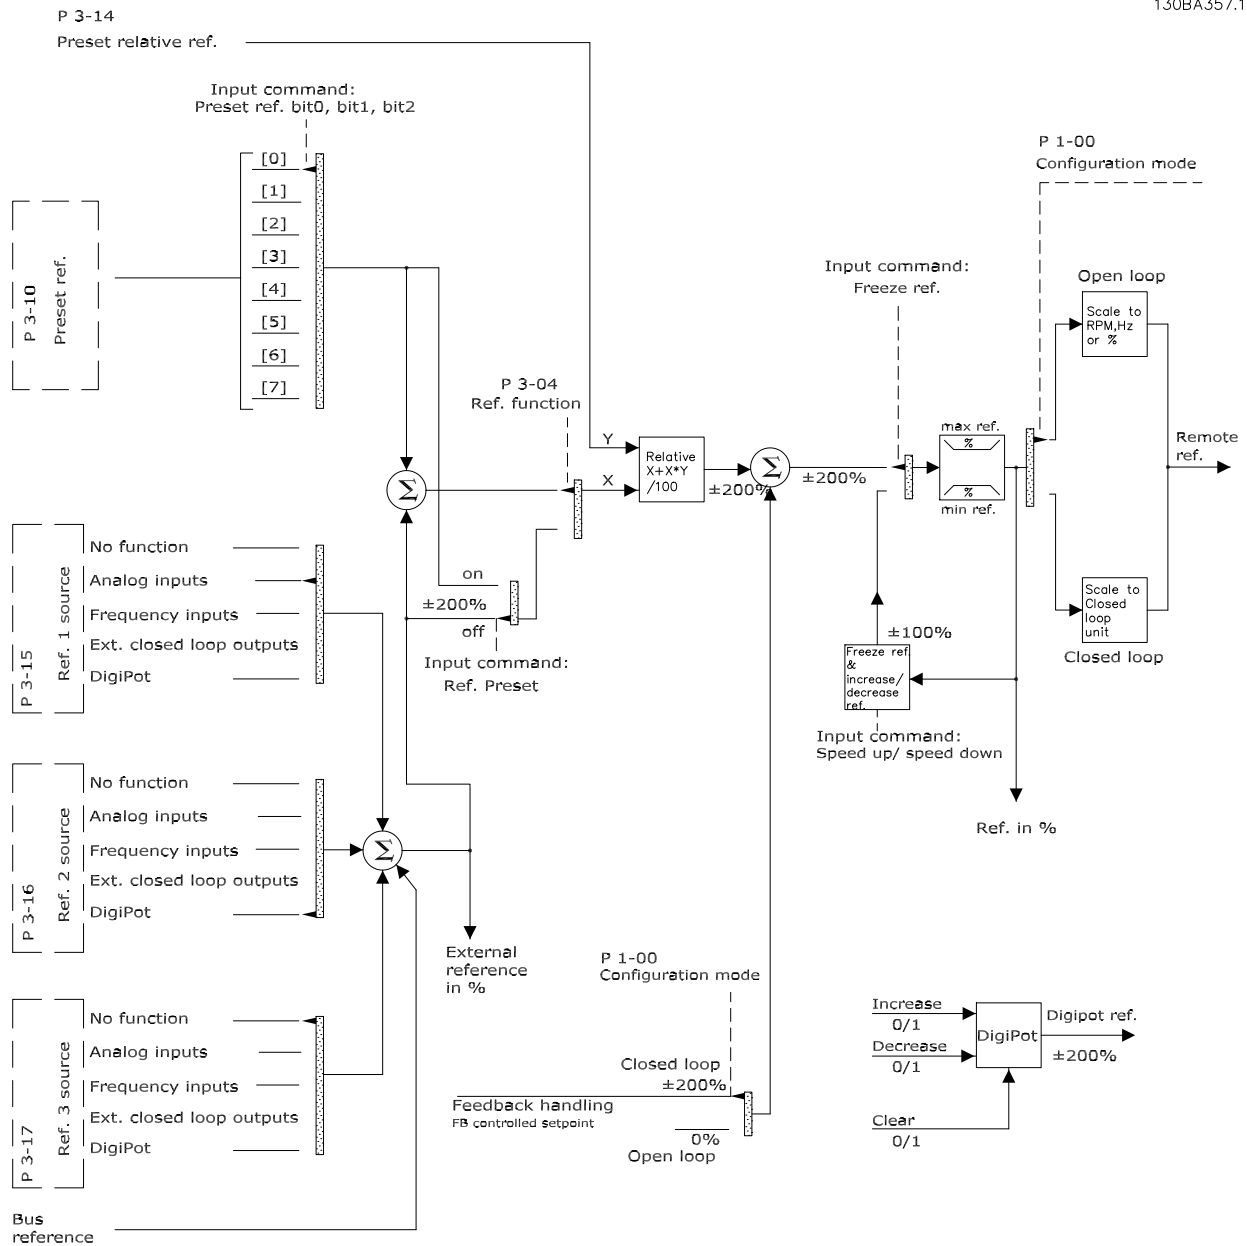 130BA357.1
P 3-14
Preset relative ref.
Input command:
Preset ref. bit0, bit1, bit2
[0]
[1]
[2]
[3]
[4]
[5]
[6]
[7]
P 3-10
Preset ref.
P 1-00
Configuration mode
Input command:
Freeze ref.
Open loop
Scale to
RPM,Hz
or %
P 3-04
Ref. function
Y
X
Relative
X+X*Y
/100
±200%
Σ
±200%
max ref.
%
%
min ref.
Remote
ref.
Σ
P 3-15
Ref. 1 source
No function
Analog inputs
Frequency inputs
Ext. closed loop outputs
DigiPot
on
±200%
off
Input command:
Ref. Preset
±100%
Freeze ref.
&
increase/
decrease
ref.
Input command:
Speed up/ speed down
Scale to
Closed
loop
unit
Closed loop
Ref. in %
P 3-16
Ref. 2 source
No function
Analog inputs
Frequency inputs
Ext. closed loop outputs
DigiPot
Σ
External
reference
in %
P 3-17
Ref. 3 source
No function
Analog inputs
Frequency inputs
Ext. closed loop outputs
DigiPot
P 1-00
Configuration mode
Closed loop
±200%
Feedback handling
FB controlled setpoint
0%
Open loop
Increase
0/1
Decrease
0/1
Clear
0/1
DigiPot
Digipot ref.
±200%
Bus
reference